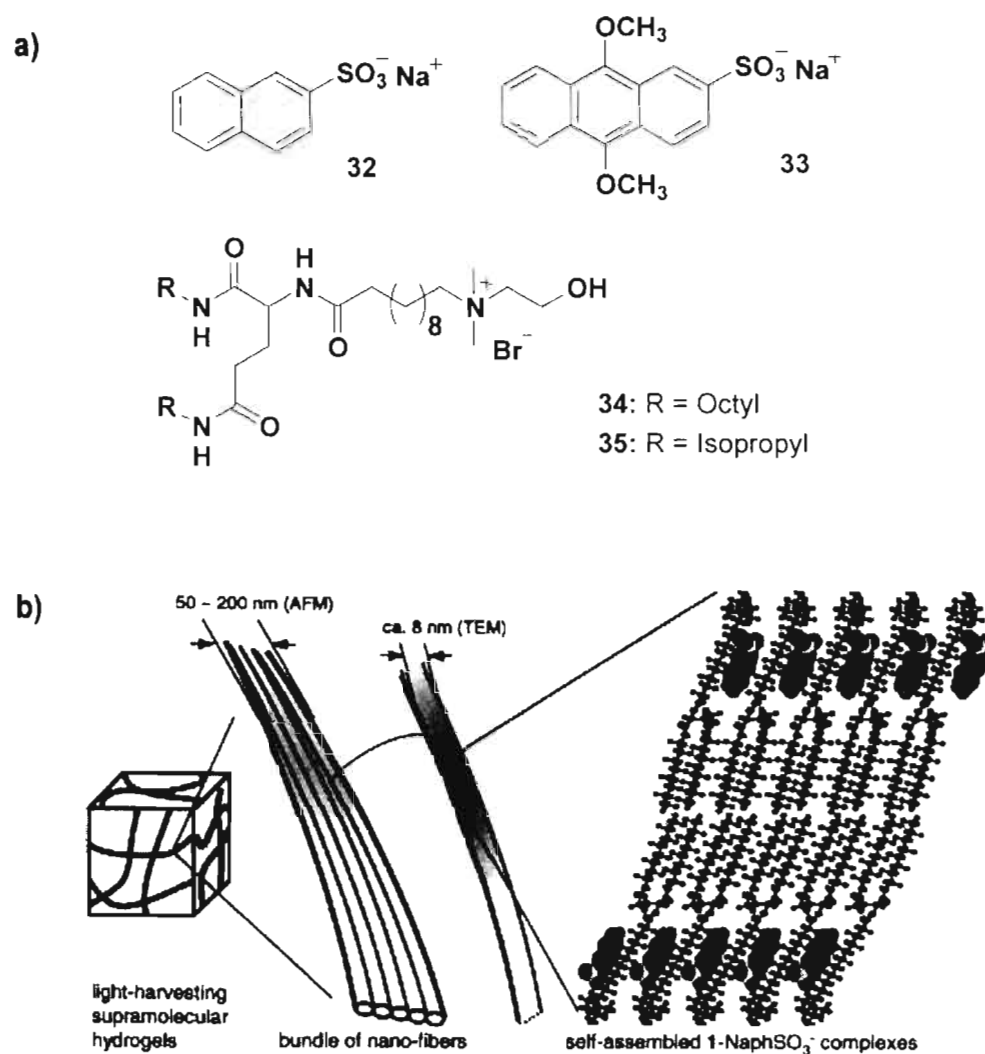 a)
SO3⁻ Na⁺
32
OCH3
SO3⁻ Na⁺
OCH3
33
O
H
R
N
N
H
8
N⁺
OH
O
Br⁻
R
N
H
O
34: R = Octyl
35: R = Isopropyl
b)
50 – 200 nm (AFM)
ca. 8 nm (TEM)
light-harvesting
supramolecular
hydrogels
bundle of nano-fibers
self-assembled 1-NaphSO3⁻ complexes